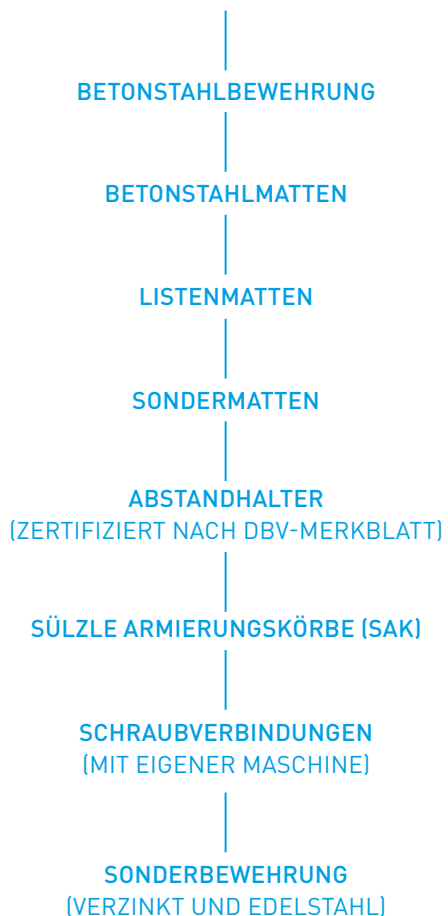 BETONSTAHLBEWEHRUNG
BETONSTAHLMATTEN
LISTENMATTEN
SONDERMATTEN
ABSTANDHALTER
(ZERTIFIZIERT NACH DBV-MERKBLATT)
SÜLZLE ARMIERUNGSKÖRBE (SAK)
SCHRAUBVERBINDUNGEN
(MIT EIGENER MASCHINE)
SONDERBEWEHRUNG
(VERZINKT UND EDELSTAHL)